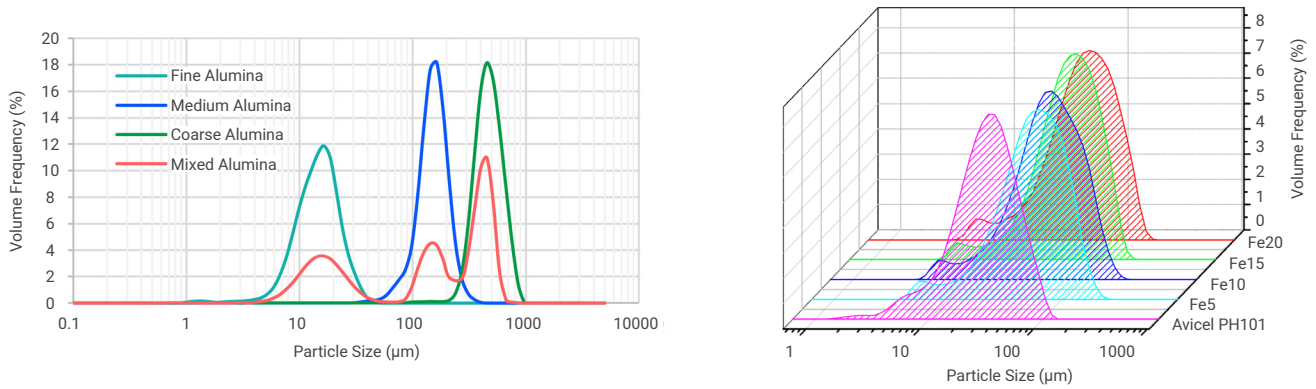 20
18
16
14
12
10
8
6
4
2
0
Volume Frequency (%)
Fine Alumina
Medium Alumina
Coarse Alumina
Mixed Alumina
0.1 1 10 100 1000 10000
Particle Size (μm)
8
7
6
5
4
3
2
1
0
Volume Frequency (%)
Fe20
Fe15
Fe10
Fe5
Avicel PH101
1 10 100 1000
Particle Size (μm)